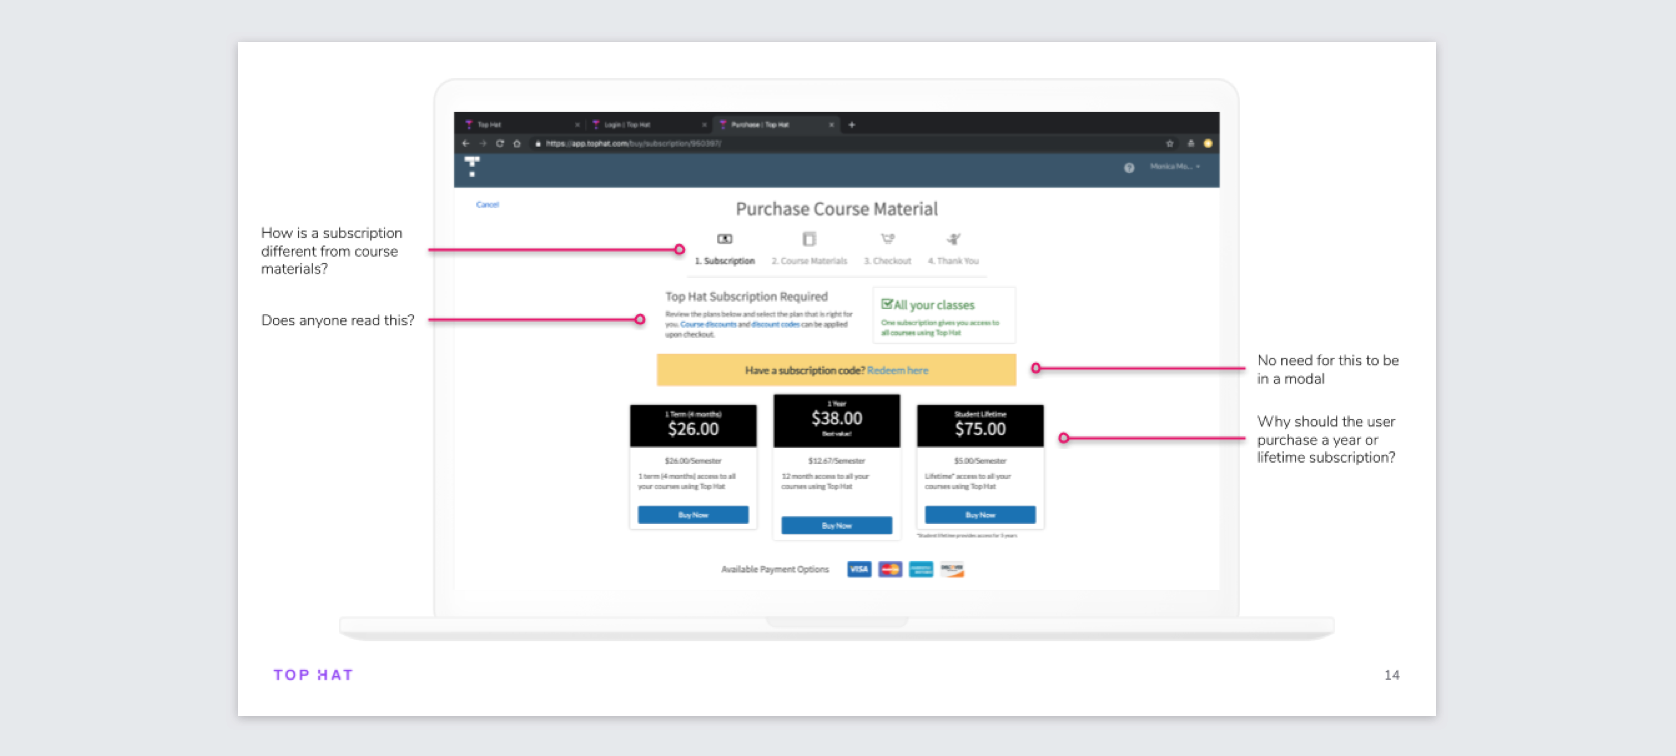 Top Hat
Login | Top Hat
Purchase | Top Hat
https://app.tophat.com/buy/subscription/950397/
Monica Mo...
Cancel
Purchase Course Material
1. Subscription
2. Course Materials
3. Checkout
4. Thank You
How is a subscription
different from course
materials?
Does anyone read this?
Top Hat Subscription Required
Review the plans below and select the plan that is right for
you. Course discounts and discount codes can be applied
upon checkout.
All your classes
One subscription gives you access to
all courses using Top Hat
Have a subscription code? Redeem here
No need for this to be
in a modal
Why should the user
purchase a year or
lifetime subscription?
1 Term (4 months)
$26.00
$26.00/Semester
1 term (4 months) access to all
your courses using Top Hat
Buy Now
1 Year
$38.00
Best value!
$12.67/Semester
12 month access to all your
courses using Top Hat
Buy Now
Student Lifetime
$75.00
$5.00/Semester
Lifetime* access to all your
courses using Top Hat
Buy Now
*Student lifetime provides access for 5 years
Available Payment Options
VISA
TOP HAT
14